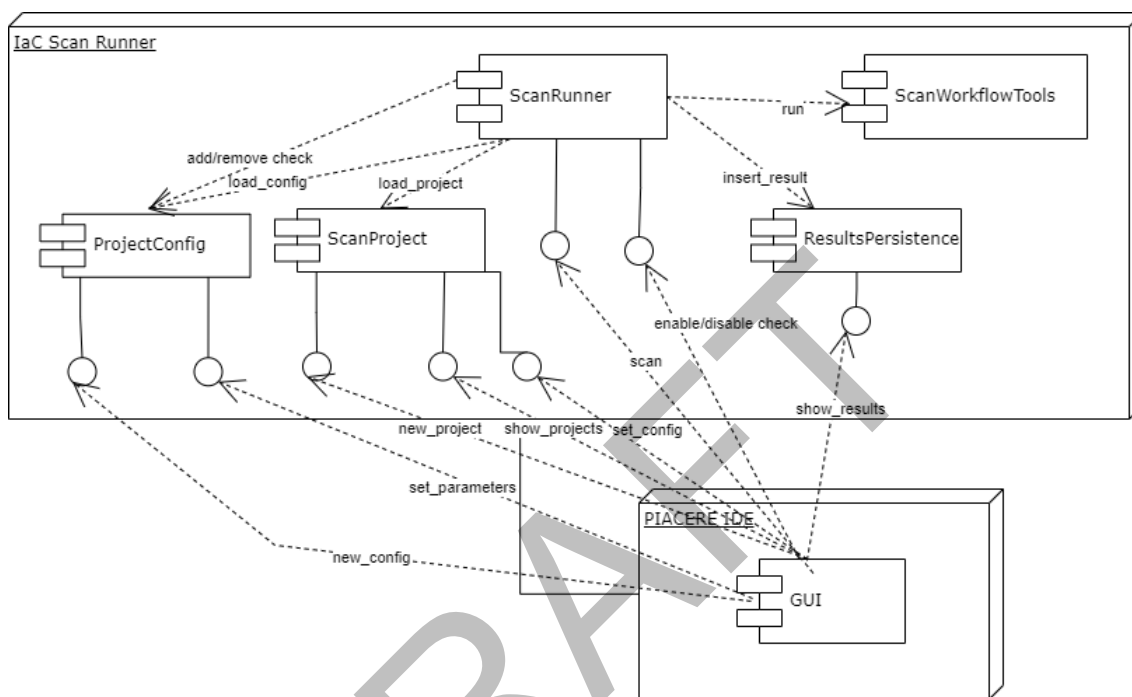 IaC Scan Runner
ScanRunner
ScanWorkflowTools
run
add/remove check
load_config
load_project
insert_result
ProjectConfig
ScanProject
ResultsPersistence
enable/disable check
scan
show_results
new_project
show_projects
set_config
set_parameters
PIACERE IDE
new_config
GUI
DRAFT